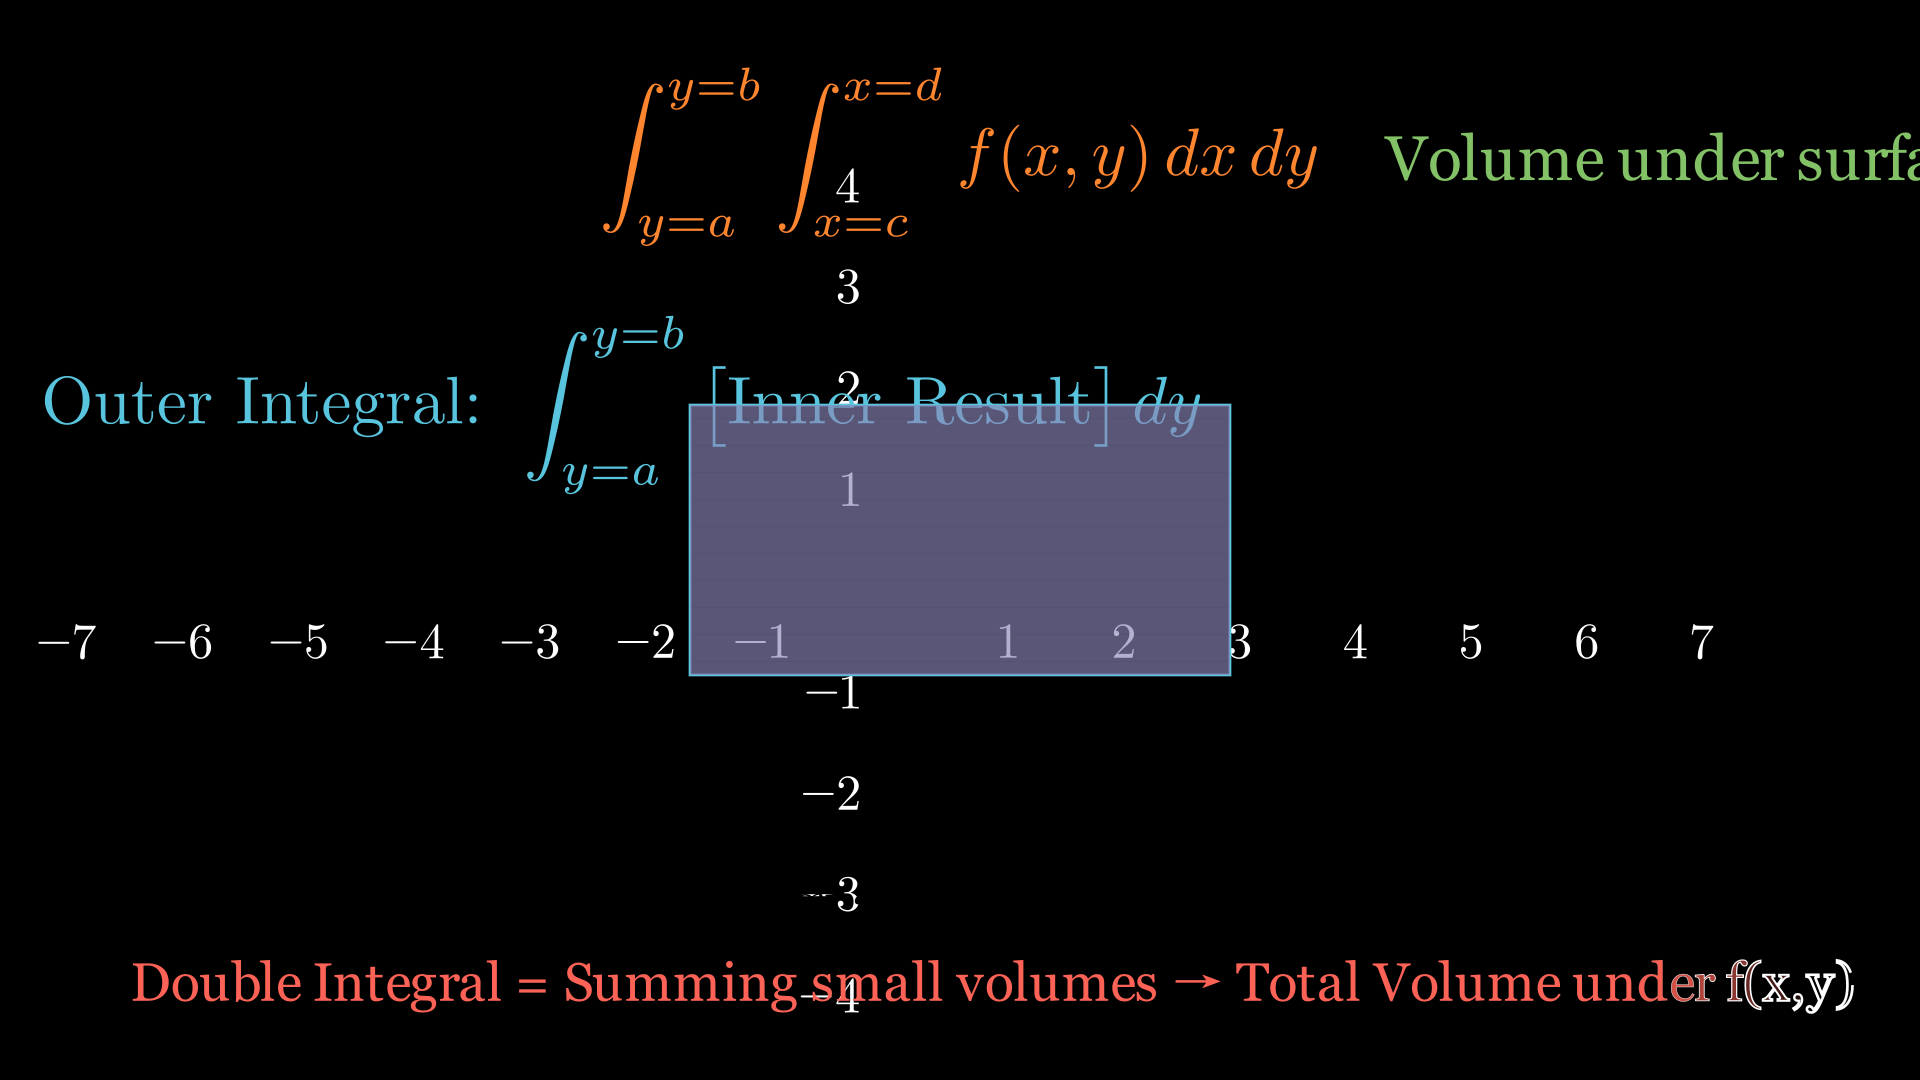 ∫_{y=a}^{y=b} ∫_{x=c}^{x=d} f(x, y) dx dy Volume under
4
3
Outer Integral: ∫_{y=a}^{y=b} [Inner Result] dy
2
1
−7 −6 −5 −4 −3 −2 −1 1 2 3 4 5 6 7
−1
−2
−3
Double Integral = Summing small volumes → Total Volume under f(x,y)
−4